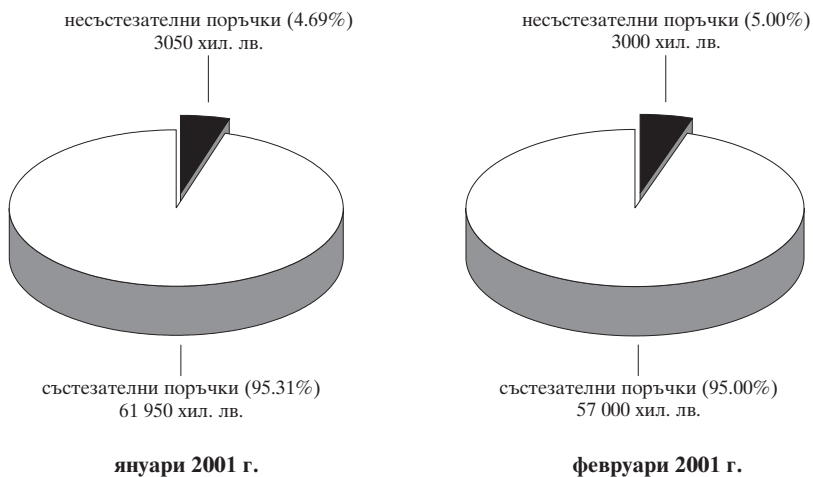 несъстезателни поръчки (4.69%)
3050 хил. лв.
състезателни поръчки (95.31%)
61 950 хил. лв.
януари 2001 г.
несъстезателни поръчки (5.00%)
3000 хил. лв.
състезателни поръчки (95.00%)
57 000 хил. лв.
февруари 2001 г.